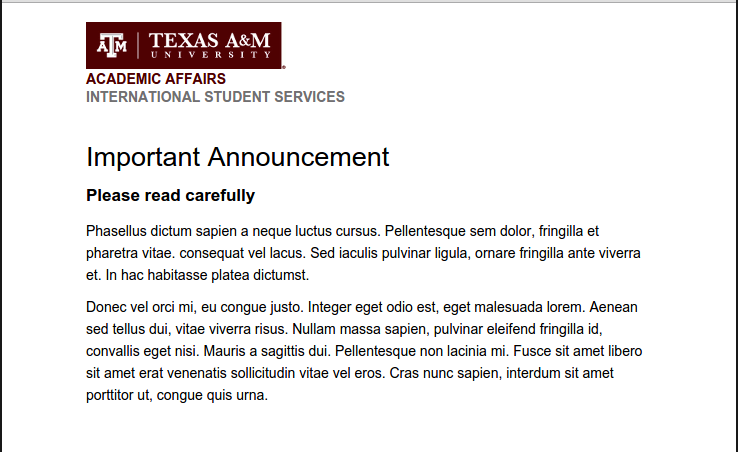 ATM TEXAS A&M
UNIVERSITY
ACADEMIC AFFAIRS
INTERNATIONAL STUDENT SERVICES
Important Announcement
Please read carefully
Phasellus dictum sapien a neque luctus cursus. Pellentesque sem dolor, fringilla et
pharetra vitae. consequat vel lacus. Sed iaculis pulvinar ligula, ornare fringilla ante viverra
et. In hac habitasse platea dictumst.
Donec vel orci mi, eu congue justo. Integer eget odio est, eget malesuada lorem. Aenean
sed tellus dui, vitae viverra risus. Nullam massa sapien, pulvinar eleifend fringilla id,
convallis eget nisi. Mauris a sagittis dui. Pellentesque non lacinia mi. Fusce sit amet libero
sit amet erat venenatis sollicitudin vitae vel eros. Cras nunc sapien, interdum sit amet
porttitor ut, congue quis urna.